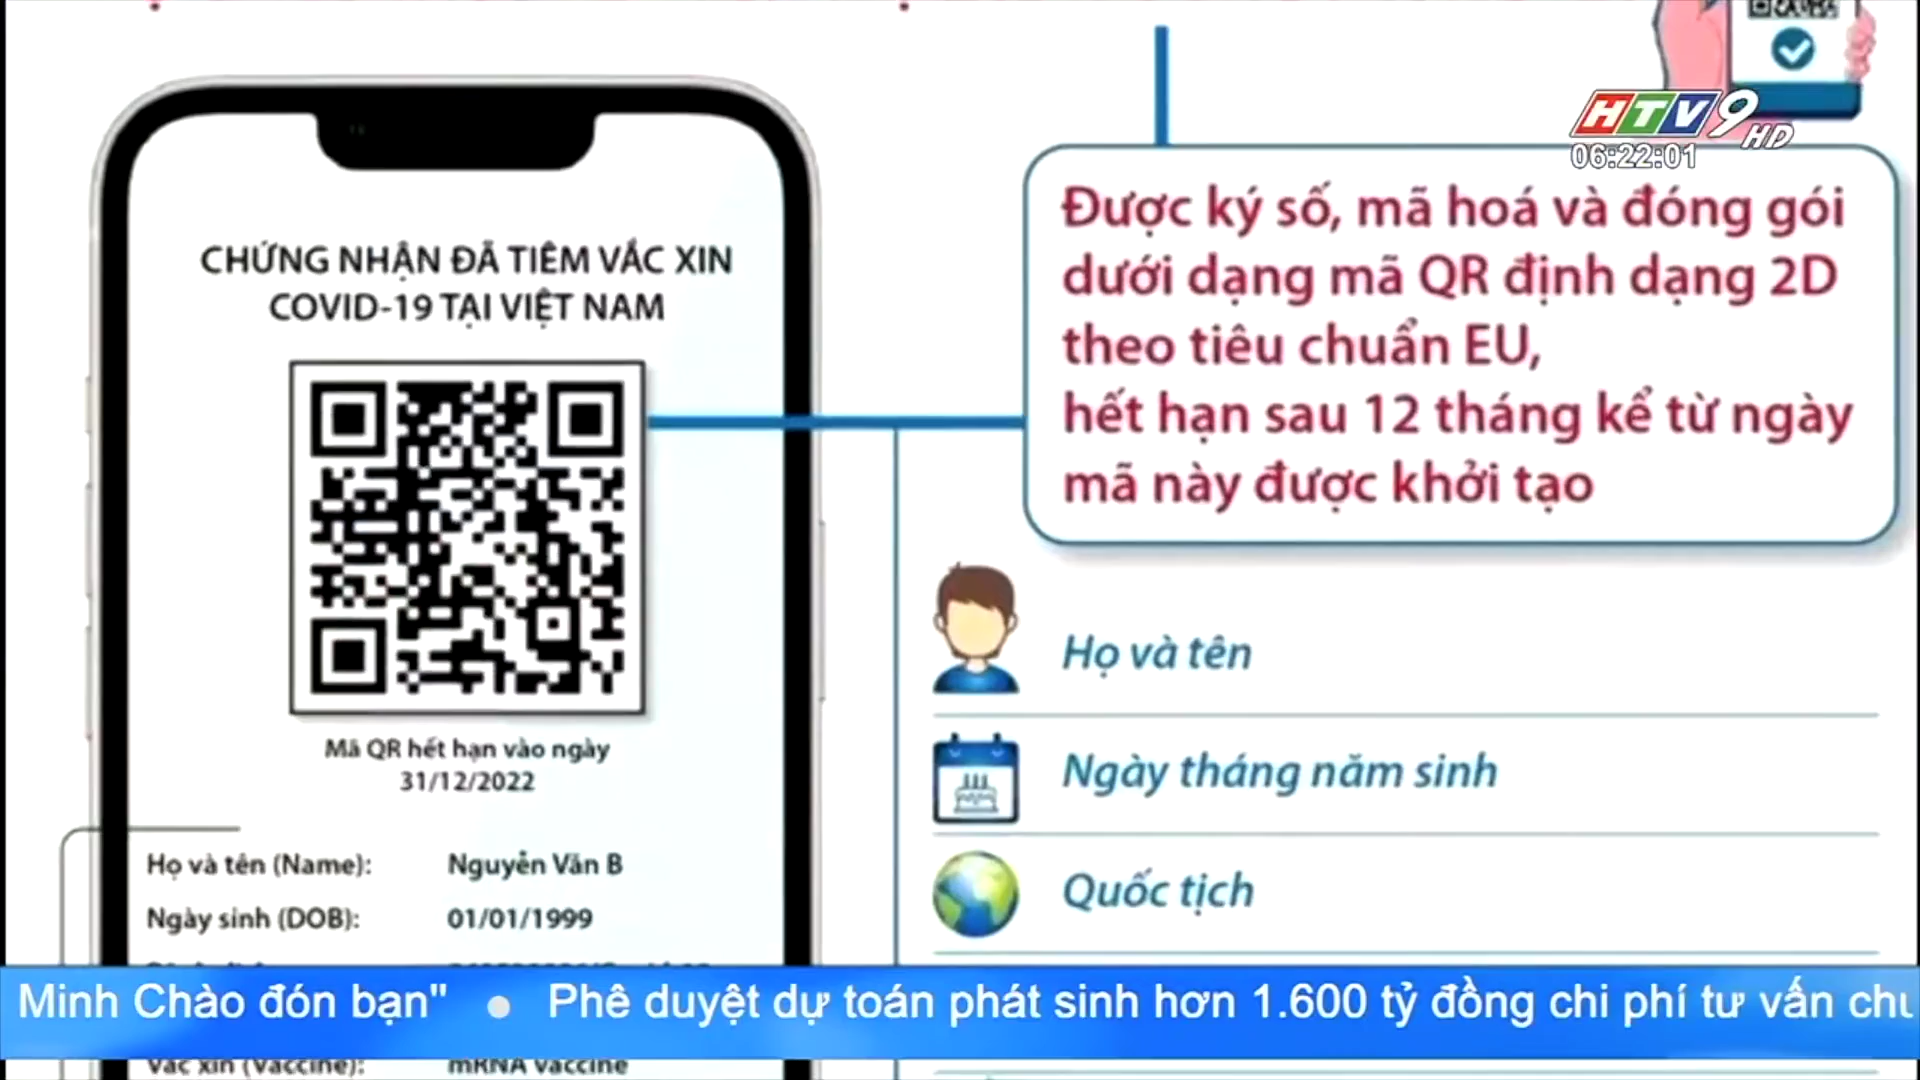 HTV9
HD
06:22:01
CHỨNG NHẬN ĐÃ TIÊM VẮC XIN
COVID-19 TẠI VIỆT NAM
Mã QR hết hạn vào ngày
31/12/2022
Họ và tên (Name): Nguyễn Văn B
Ngày sinh (DOB): 01/01/1999
Được ký số, mã hoá và đóng gói
dưới dạng mã QR định dạng 2D
theo tiêu chuẩn EU,
hết hạn sau 12 tháng kể từ ngày
mã này được khởi tạo
Họ và tên
Ngày tháng năm sinh
Quốc tịch
Minh Chào đón bạn" ● Phê duyệt dự toán phát sinh hơn 1.600 tỷ đồng chi phí tư vấn
Vắc xin (Vaccine): mRNA vaccine